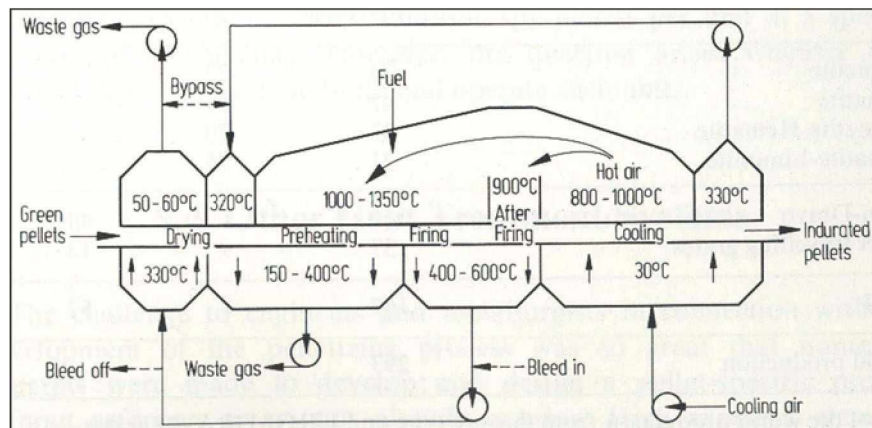 Waste gas
Bypass
Fuel
Hot air
50-60°C
320°C
1000-1350°C
900°C
800-1000°C
330°C
Green
pellets
Drying
Preheating
Firing
After
Firing
Cooling
Indurated
pellets
330°C
150-400°C
400-600°C
30°C
Bleed off
Waste gas
Bleed in
Cooling air